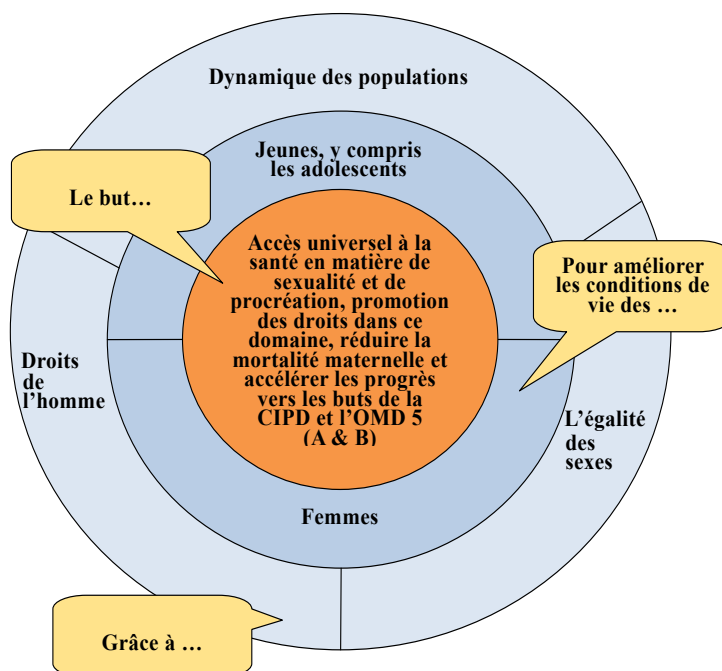 Dynamique des populations
Jeunes, y compris
les adolescents
Le but…
Accès universel à la
santé en matière de
sexualité et de
procréation, promotion
des droits dans ce
domaine, réduire la
mortalité maternelle et
accélérer les progrès
vers les buts de la
CIPD et l’OMD 5
(A & B)
Pour améliorer
les conditions de
vie des …
Droits
de
l’homme
L’égalité
des
sexes
Femmes
Grâce à …